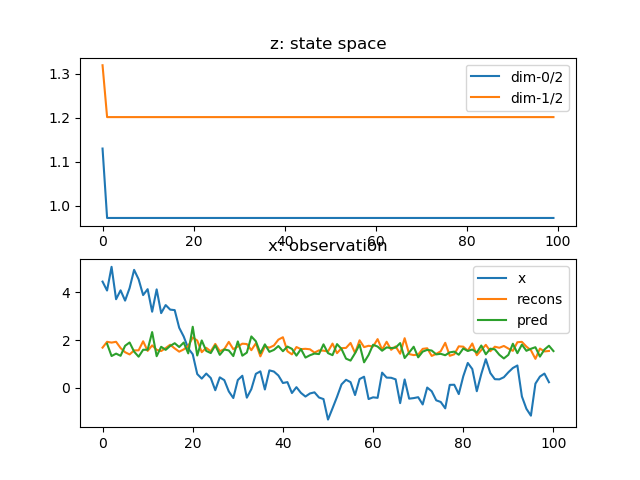 z: state space
1.3
1.2
1.1
1.0
dim-0/2
dim-1/2
0 20 40 60 80 100
x: observation
4
2
0
x
recons
pred
0 20 40 60 80 100